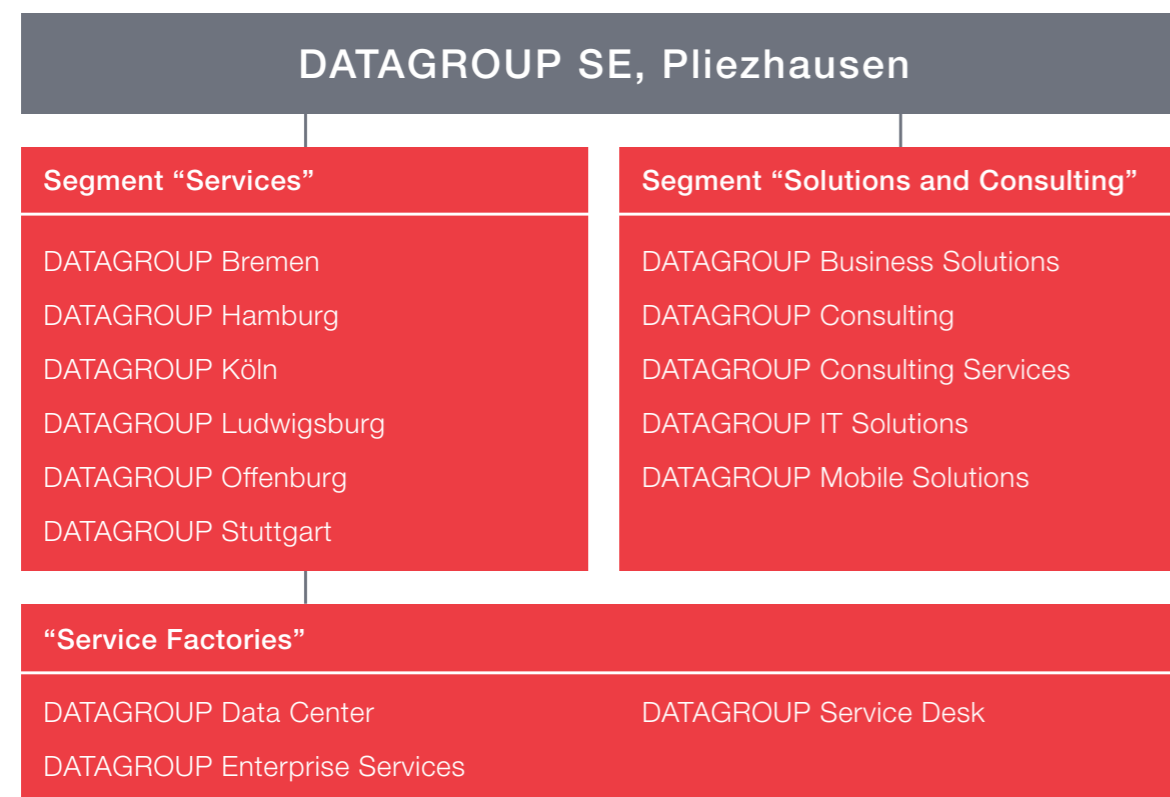 DATAGROUP SE, Pliezhausen
Segment “Services”
DATAGROUP Bremen
DATAGROUP Hamburg
DATAGROUP Köln
DATAGROUP Ludwigsburg
DATAGROUP Offenburg
DATAGROUP Stuttgart
Segment “Solutions and Consulting”
DATAGROUP Business Solutions
DATAGROUP Consulting
DATAGROUP Consulting Services
DATAGROUP IT Solutions
DATAGROUP Mobile Solutions
“Service Factories”
DATAGROUP Data Center
DATAGROUP Enterprise Services
DATAGROUP Service Desk